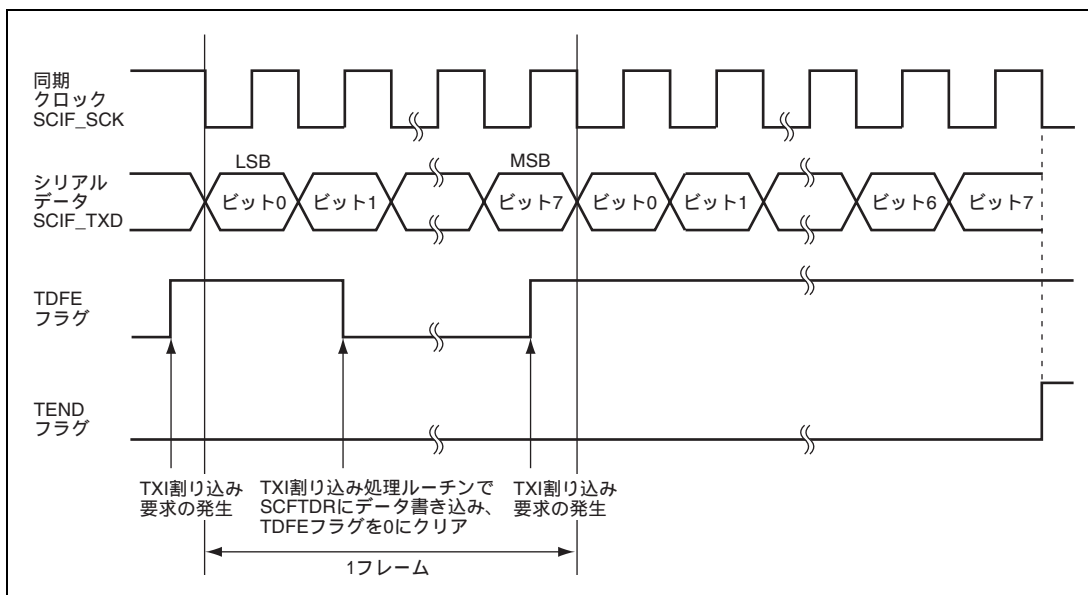 同期
クロック
SCIF_SCK
LSB
MSB
シリアル
データ
SCIF_TXD
ビット0
ビット1
ビット7
ビット0
ビット1
ビット6
ビット7
TDFE
フラグ
TEND
フラグ
TXI割り込み
要求の発生
TXI割り込み処理ルーチンで
SCFTDRにデータ書き込み、
TDFEフラグを0にクリア
TXI割り込み
要求の発生
1フレーム